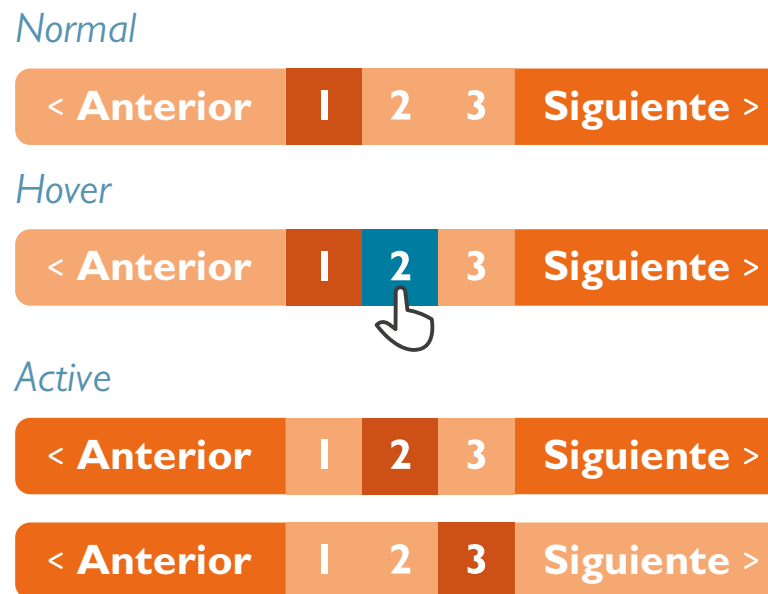 Normal
< Anterior 1 2 3 Siguiente >
Hover
< Anterior 1 2 3 Siguiente >
Active
< Anterior 1 2 3 Siguiente >
< Anterior 1 2 3 Siguiente >